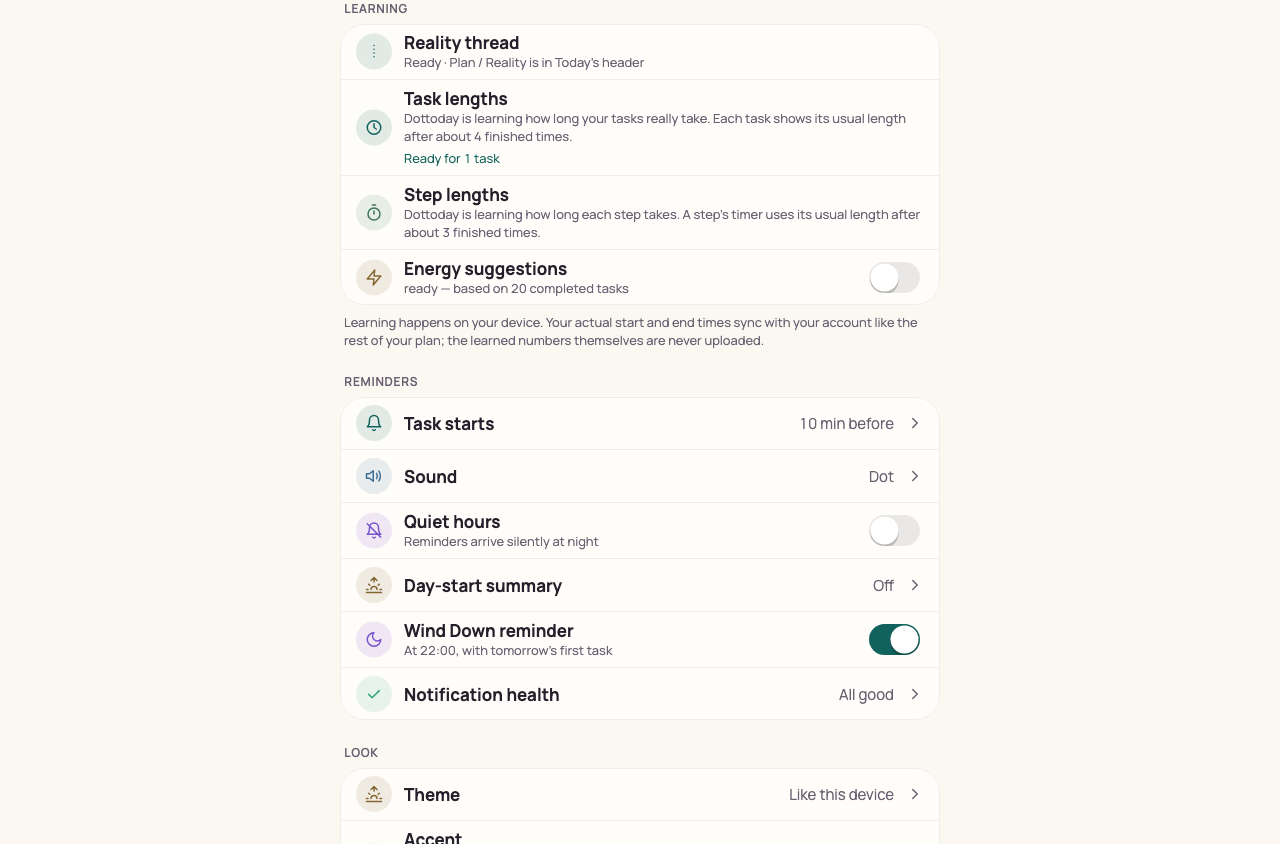 LEARNING
Reality thread
Ready · Plan / Reality is in Today's header
Task lengths
Dottoday is learning how long your tasks really take. Each task shows its usual length
after about 4 finished times.
Ready for 1 task
Step lengths
Dottoday is learning how long each step takes. A step's timer uses its usual length after
about 3 finished times.
Energy suggestions
ready — based on 20 completed tasks
Learning happens on your device. Your actual start and end times sync with your account like the
rest of your plan; the learned numbers themselves are never uploaded.
REMINDERS
Task starts
10 min before
Sound
Dot
Quiet hours
Reminders arrive silently at night
Day-start summary
Off
Wind Down reminder
At 22:00, with tomorrow's first task
Notification health
All good
LOOK
Theme
Like this device
Accent